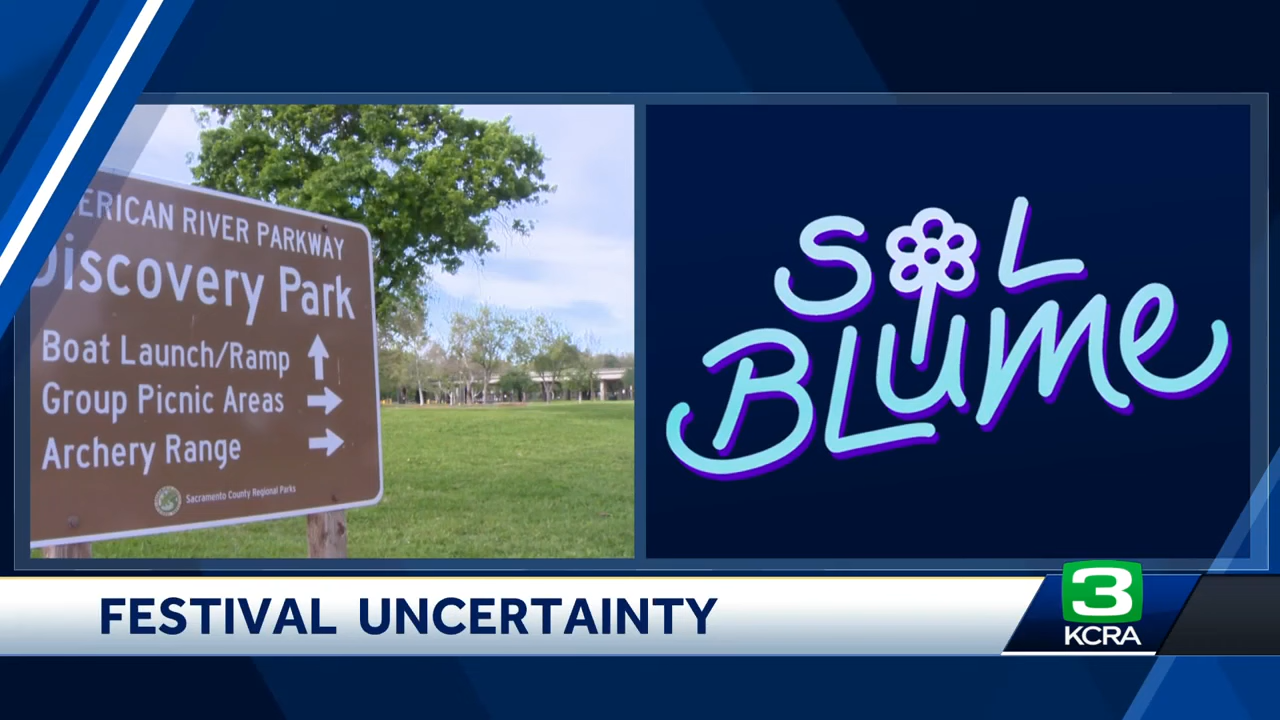 ERICAN RIVER PARKWAY
Discovery Park
Boat Launch/Ramp
Group Picnic Areas
Archery Range
Sacramento County Regional Parks
SOL
BLUME
FESTIVAL UNCERTAINTY
3
KCRA